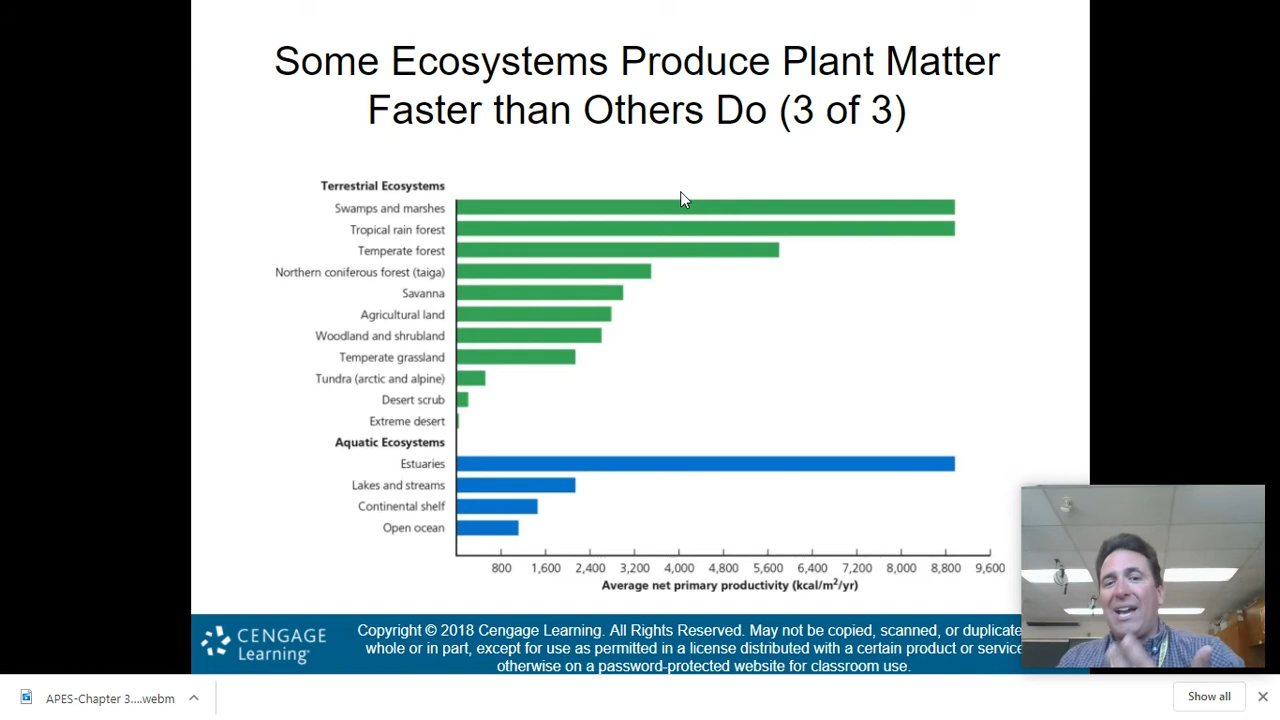 Some Ecosystems Produce Plant Matter
Faster than Others Do (3 of 3)
Terrestrial Ecosystems
Swamps and marshes
Tropical rain forest
Temperate forest
Northern coniferous forest (taiga)
Savanna
Agricultural land
Woodland and shrubland
Temperate grassland
Tundra (arctic and alpine)
Desert scrub
Extreme desert
Aquatic Ecosystems
Estuaries
Lakes and streams
Continental shelf
Open ocean
800 1,600 2,400 3,200 4,000 4,800 5,600 6,400 7,200 8,000 8,800 9,600
Average net primary productivity (kcal/m²/yr)
CENGAGE
Learning
Copyright © 2018 Cengage Learning. All Rights Reserved. May not be copied, scanned, or duplicate
whole or in part, except for use as permitted in a license distributed with a certain product or service
otherwise on a password-protected website for classroom use.
APES-Chapter 3....webm
Show all